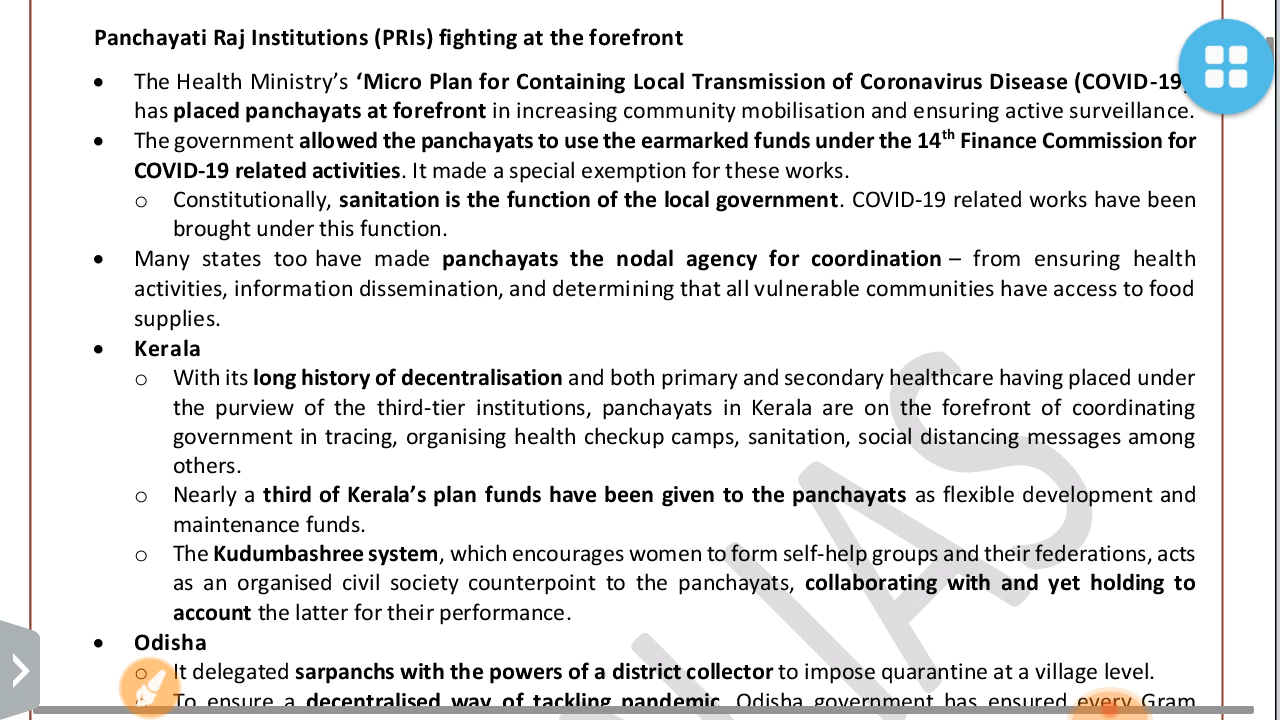 Panchayati Raj Institutions (PRIs) fighting at the forefront
• The Health Ministry’s ‘Micro Plan for Containing Local Transmission of Coronavirus Disease (COVID-19)
has placed panchayats at forefront in increasing community mobilisation and ensuring active surveillance.
• The government allowed the panchayats to use the earmarked funds under the 14th Finance Commission for
COVID-19 related activities. It made a special exemption for these works.
o Constitutionally, sanitation is the function of the local government. COVID-19 related works have been
brought under this function.
• Many states too have made panchayats the nodal agency for coordination – from ensuring health
activities, information dissemination, and determining that all vulnerable communities have access to food
supplies.
• Kerala
o With its long history of decentralisation and both primary and secondary healthcare having placed under
the purview of the third-tier institutions, panchayats in Kerala are on the forefront of coordinating
government in tracing, organising health checkup camps, sanitation, social distancing messages among
others.
o Nearly a third of Kerala’s plan funds have been given to the panchayats as flexible development and
maintenance funds.
o The Kudumbashree system, which encourages women to form self-help groups and their federations, acts
as an organised civil society counterpoint to the panchayats, collaborating with and yet holding to
account the latter for their performance.
• Odisha
o It delegated sarpanchs with the powers of a district collector to impose quarantine at a village level.
o To ensure a decentralised way of tackling pandemic, Odisha government has ensured every Gram
IAS